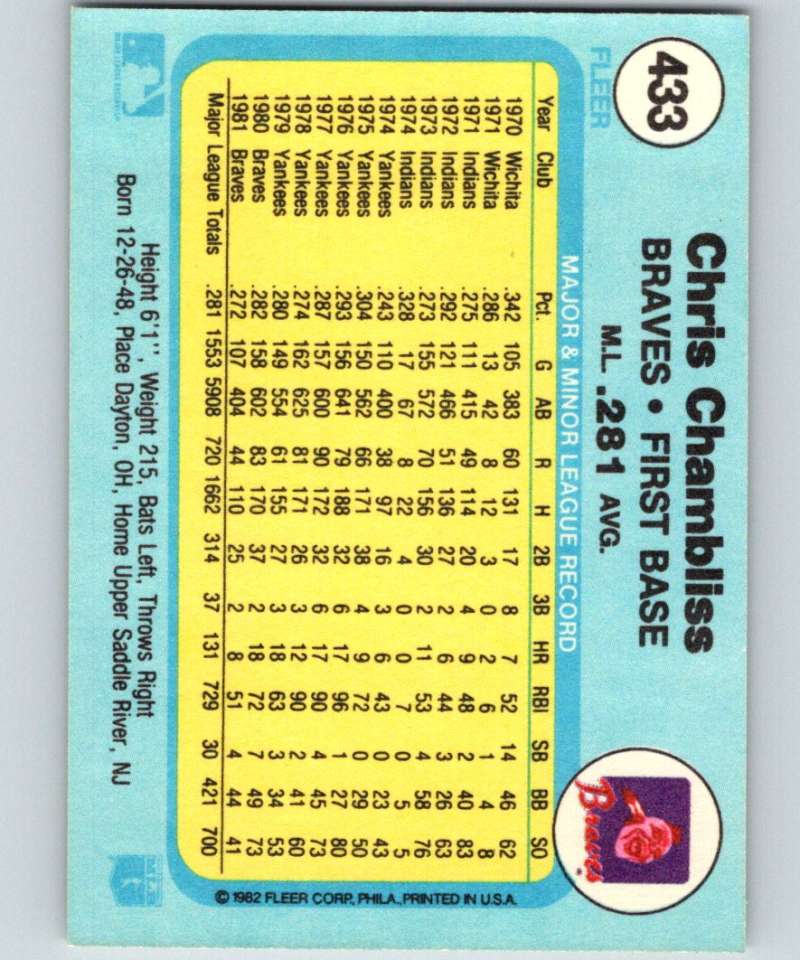 433
FLEER
Chris Chambliss
BRAVES • FIRST BASE
M.L. .281 AVG.
Braves
MAJOR & MINOR LEAGUE RECORD
Year Club Pct. G AB R H 2B 3B HR RBI SB BB SO
1970 Wichita .342 105 383 60 131 17 8 7 52 14 46 62
1971 Wichita .286 13 42 8 12 3 0 2 6 1 4 8
1971 Indians .275 111 415 49 114 20 4 9 48 2 40 83
1972 Indians .292 121 466 51 136 27 2 6 44 3 26 63
1973 Indians .273 155 572 70 156 30 2 11 53 4 58 76
1974 Indians .328 17 67 8 22 4 0 0 7 0 5 5
1974 Yankees .243 110 400 38 97 16 3 6 43 0 23 43
1975 Yankees .304 150 562 66 171 38 4 9 72 0 29 50
1976 Yankees .293 156 641 79 188 32 6 17 96 1 27 80
1977 Yankees .287 157 600 90 172 32 6 17 90 4 45 73
1978 Yankees .274 162 625 81 171 26 3 12 90 2 41 60
1979 Yankees .280 149 554 61 155 27 3 18 63 3 34 53
1980 Braves .282 158 602 83 170 37 2 18 72 7 49 73
1981 Braves .272 107 404 44 110 25 2 8 51 4 44 41
Major League Totals .281 1553 5908 720 1662 314 37 131 729 30 421 700
© 1982 FLEER CORP., PHILA., PRINTED IN U.S.A.
Height 6'1", Weight 215, Bats Left, Throws Right
Born 12-26-48, Place Dayton, OH, Home Upper Saddle River, NJ